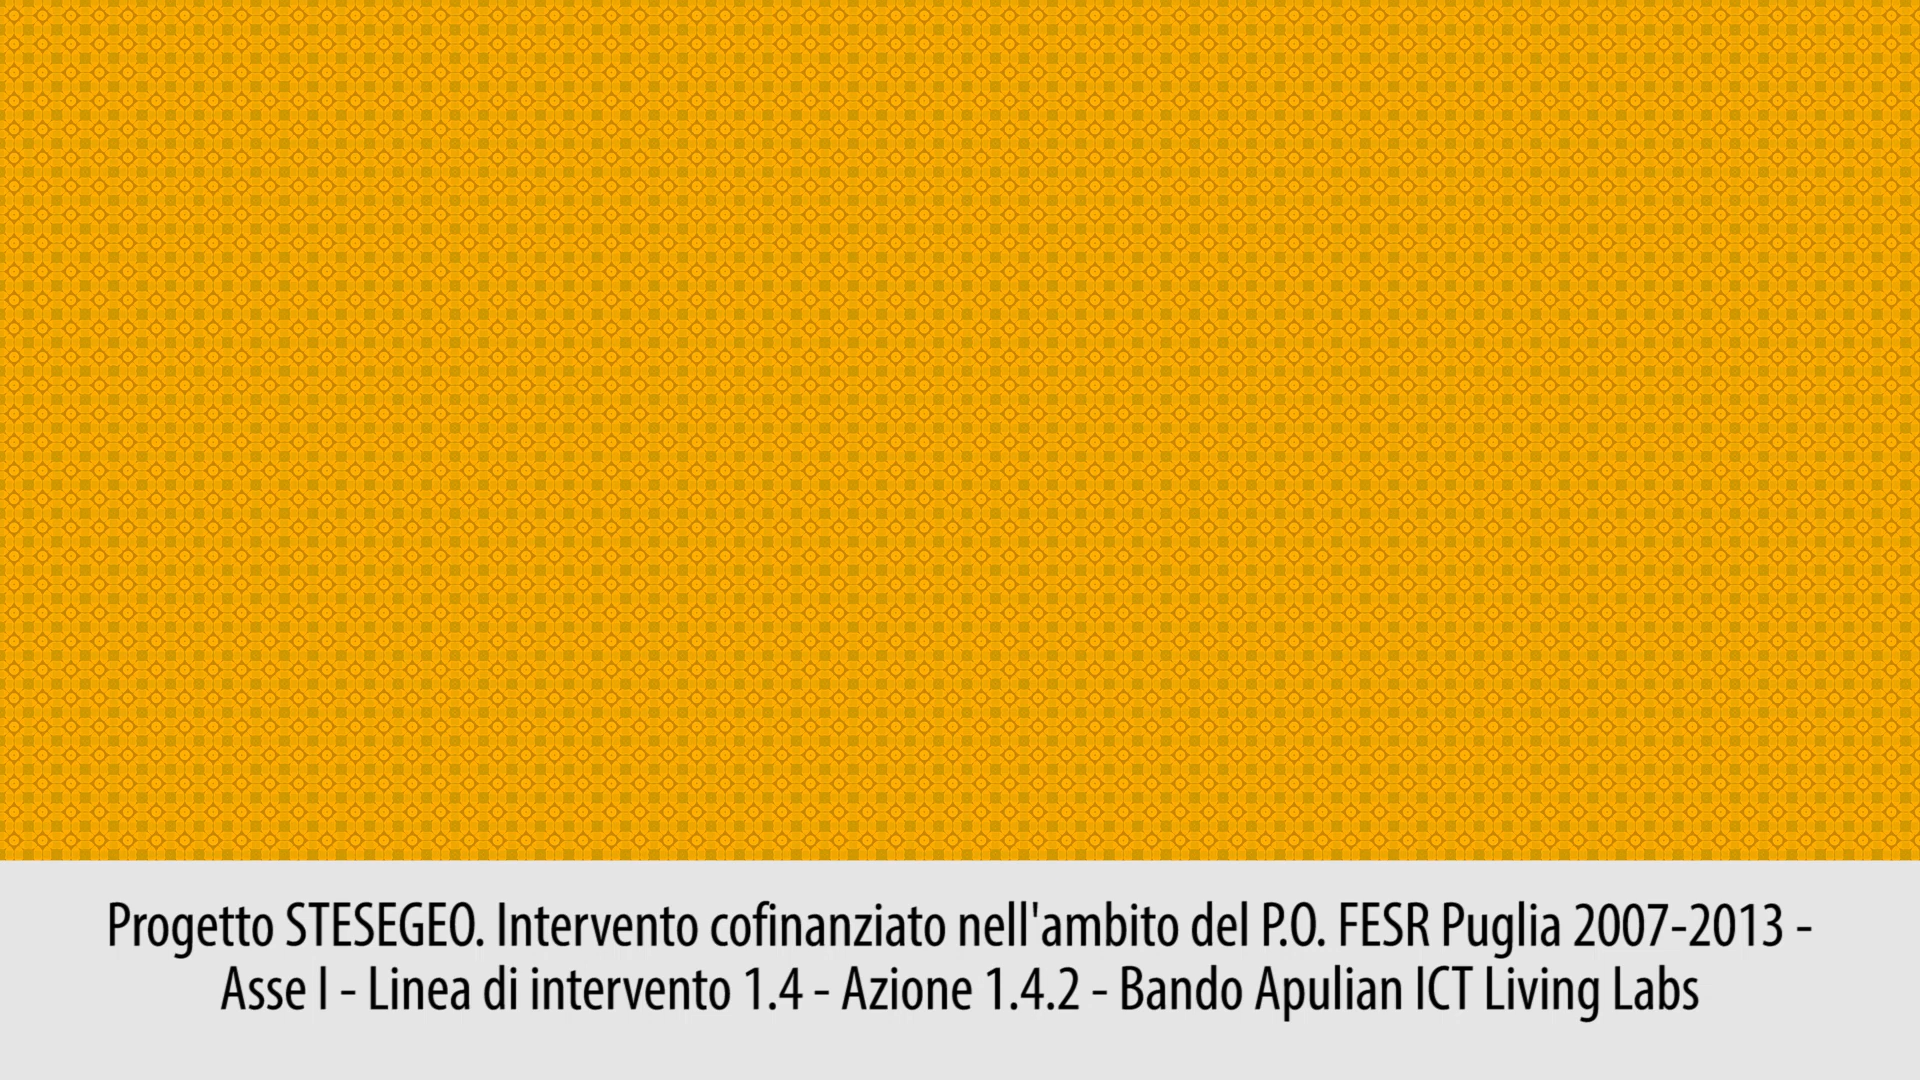 Progetto STESEGEO. Intervento cofinanziato nell'ambito del P.O. FESR Puglia 2007-2013 -
Asse I - Linea di intervento 1.4 - Azione 1.4.2 - Bando Apulian ICT Living Labs